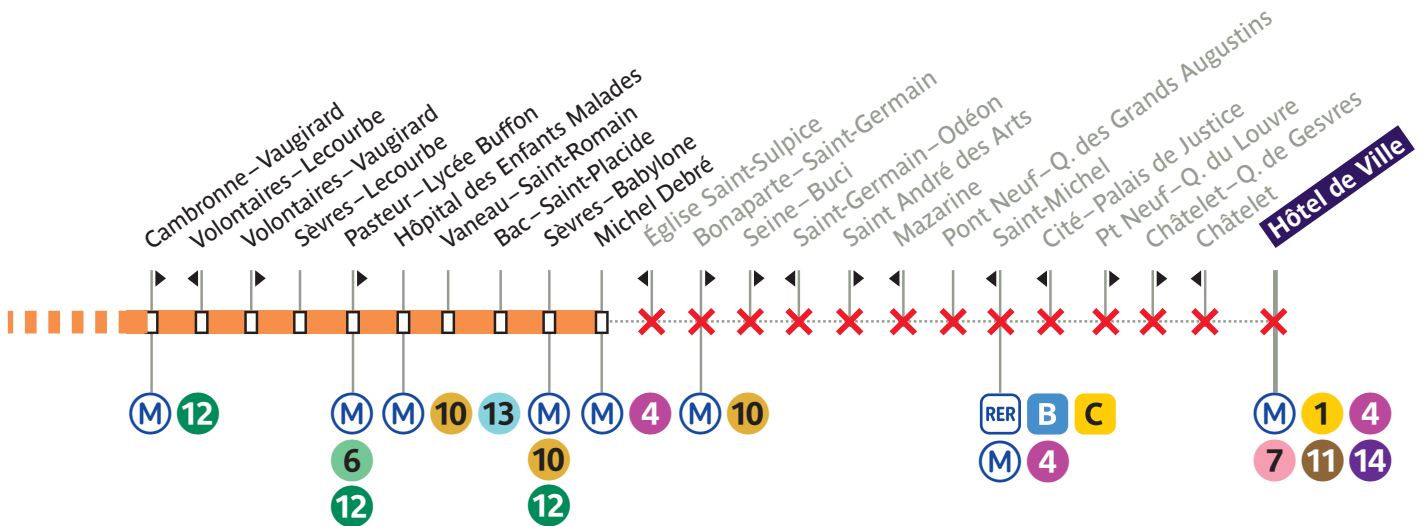 Cambronne–Vaugirard
Volontaires–Lecourbe
Volontaires–Vaugirard
Sèvres–Lecourbe
Pasteur–Lycée Buffon
Hôpital des Enfants Malades
Vaneau–Saint-Romain
Bac–Saint-Placide
Sèvres–Babylone
Michel Debré
Église Saint-Sulpice
Bonaparte–Saint-Germain
Seine–Buci
Saint-Germain–Odéon
Saint André des Arts
Mazarine
Pont Neuf–Q. des Grands Augustins
Saint-Michel
Cité–Palais de Justice
Pt Neuf–Q. du Louvre
Châtelet–Q. de Gesvres
Châtelet
Hôtel de Ville
M 12
M
6
12
M 10 13
M
10
12
M 4
M 10
RER B C
M 4
M 1 4
7 11 14